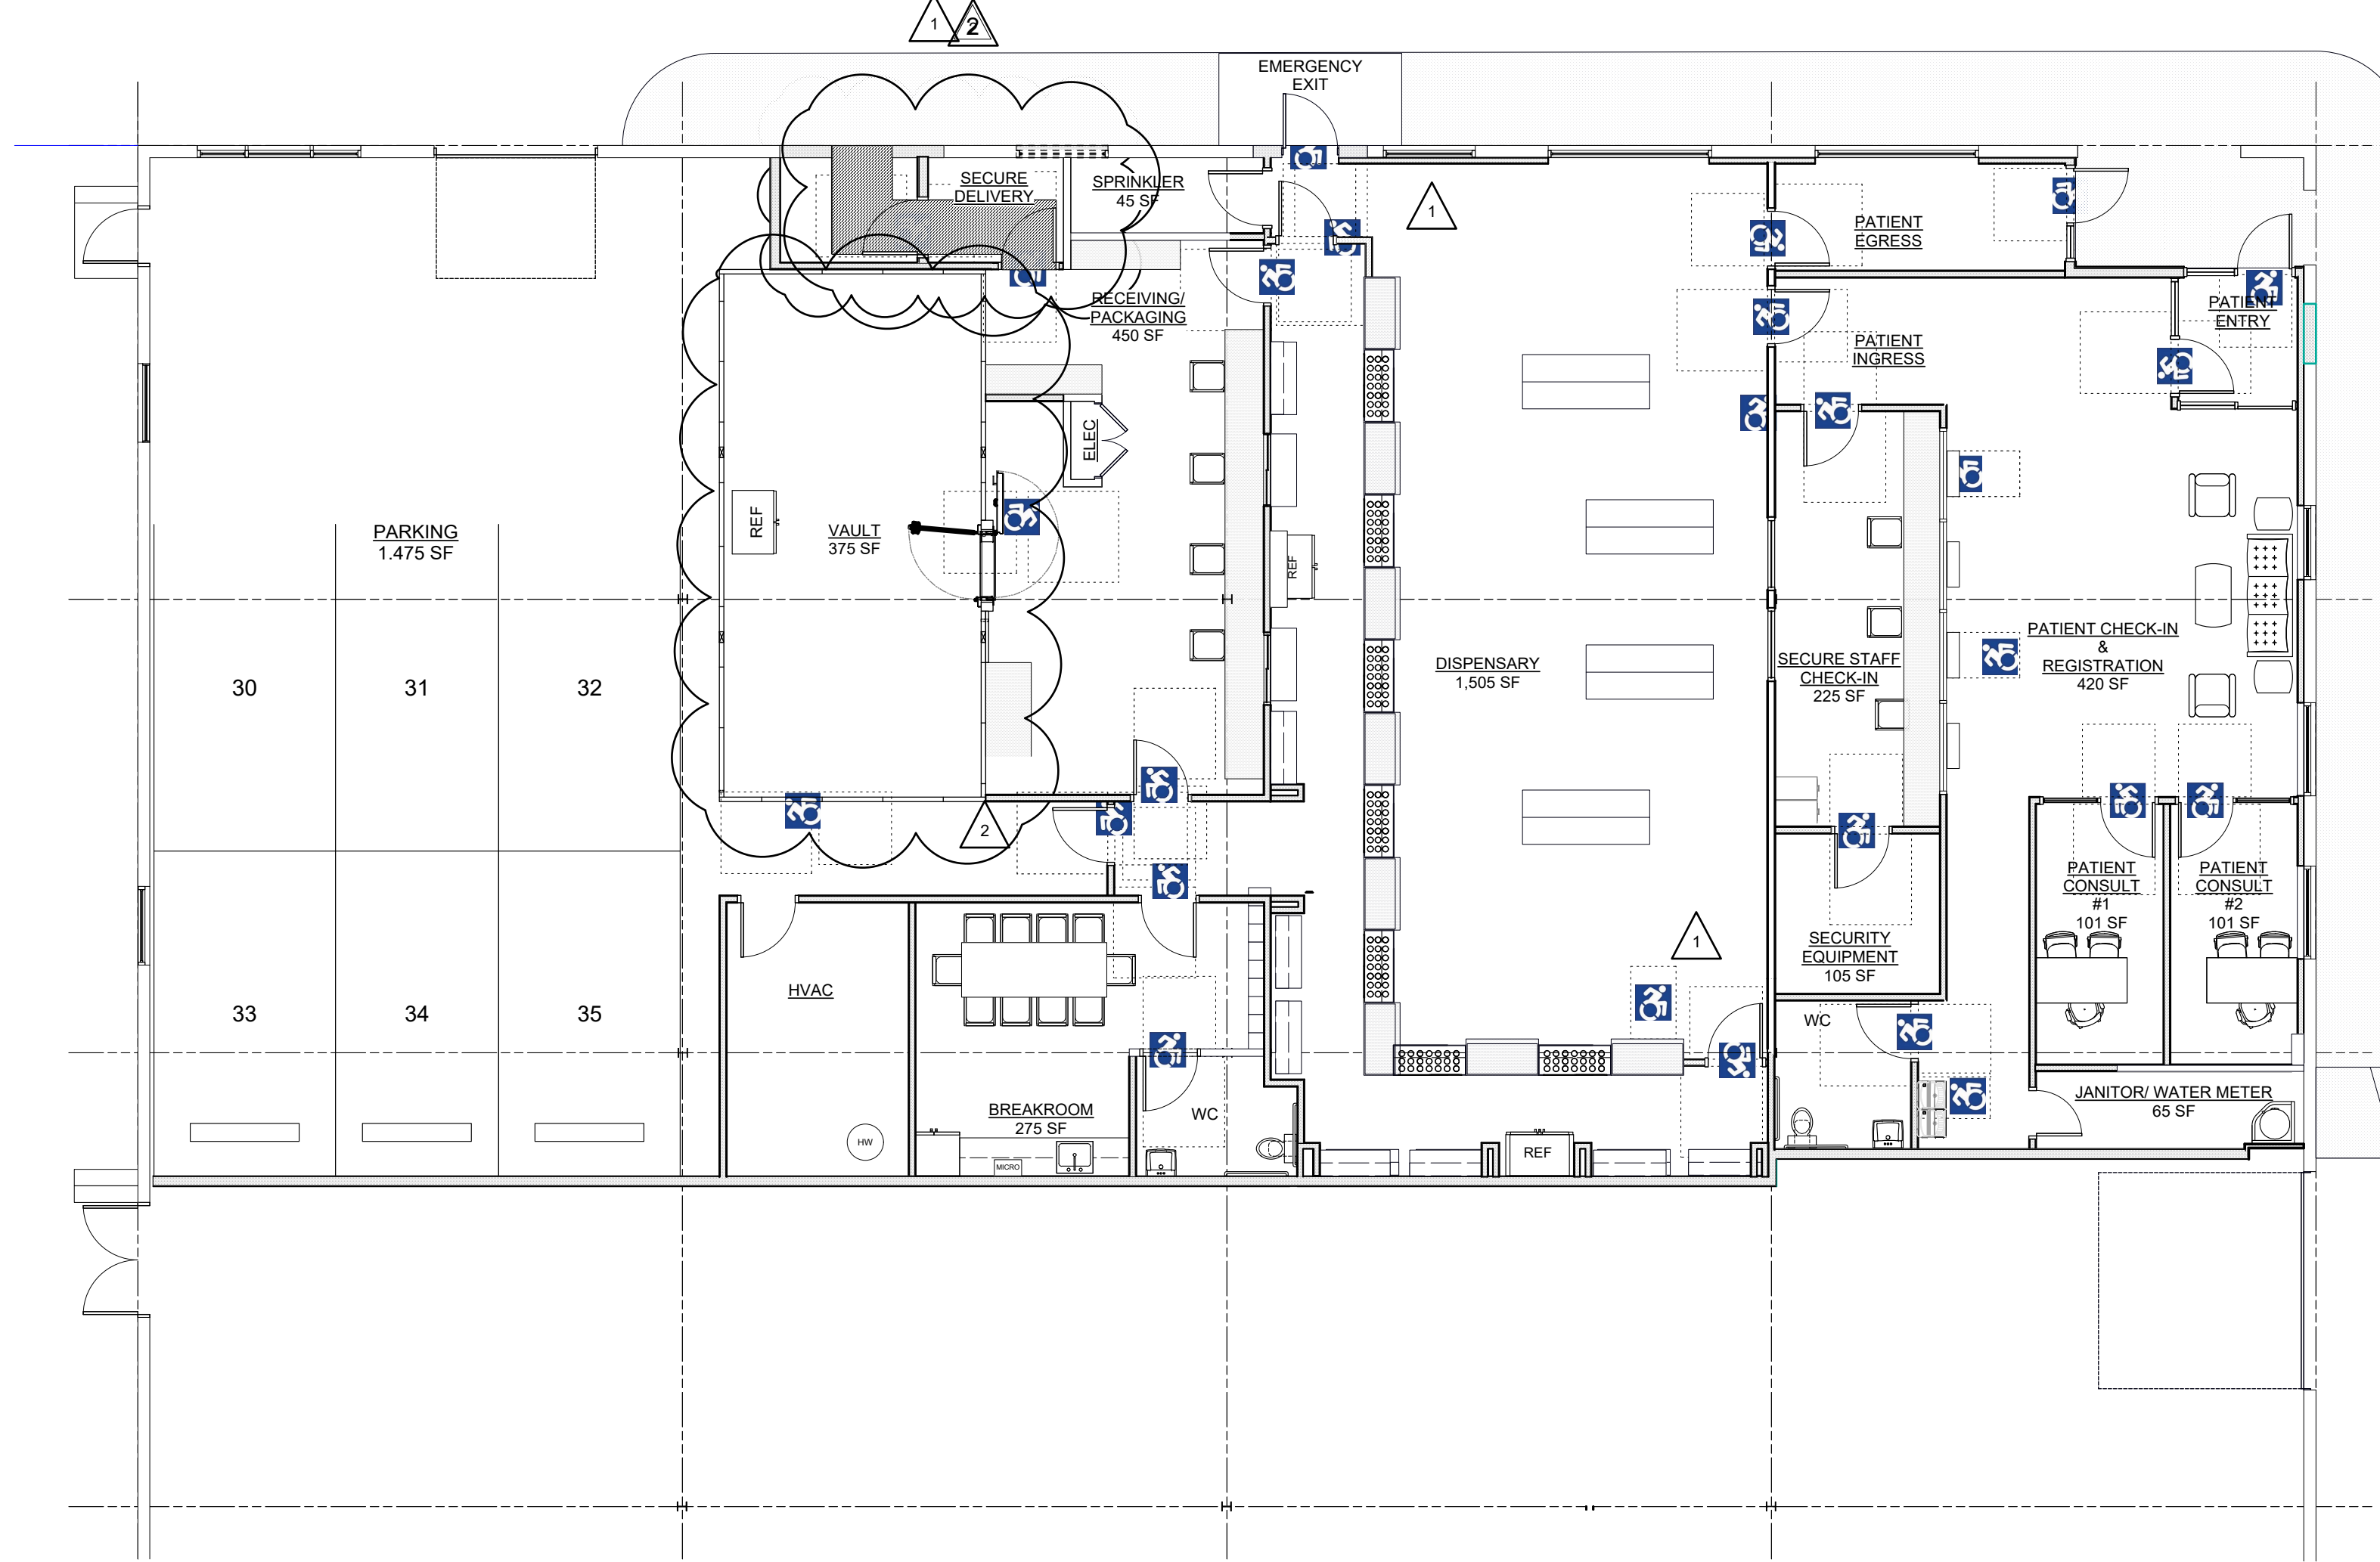 1
2
EMERGENCY
EXIT
SECURE
DELIVERY
SPRINKLER
45 SF
1
PATIENT
EGRESS
RECEIVING/
PACKAGING
450 SF
PATIENT
ENTRY
PATIENT
INGRESS
ELEC
REF
VAULT
375 SF
PARKING
1.475 SF
REF
DISPENSARY
1,505 SF
SECURE STAFF
CHECK-IN
225 SF
PATIENT CHECK-IN
&
REGISTRATION
420 SF
30
31
32
2
PATIENT
CONSULT
#1
101 SF
PATIENT
CONSULT
#2
101 SF
1
SECURITY
EQUIPMENT
105 SF
HVAC
33
34
35
WC
BREAKROOM
275 SF
WC
JANITOR/ WATER METER
65 SF
HW
MICRO
REF